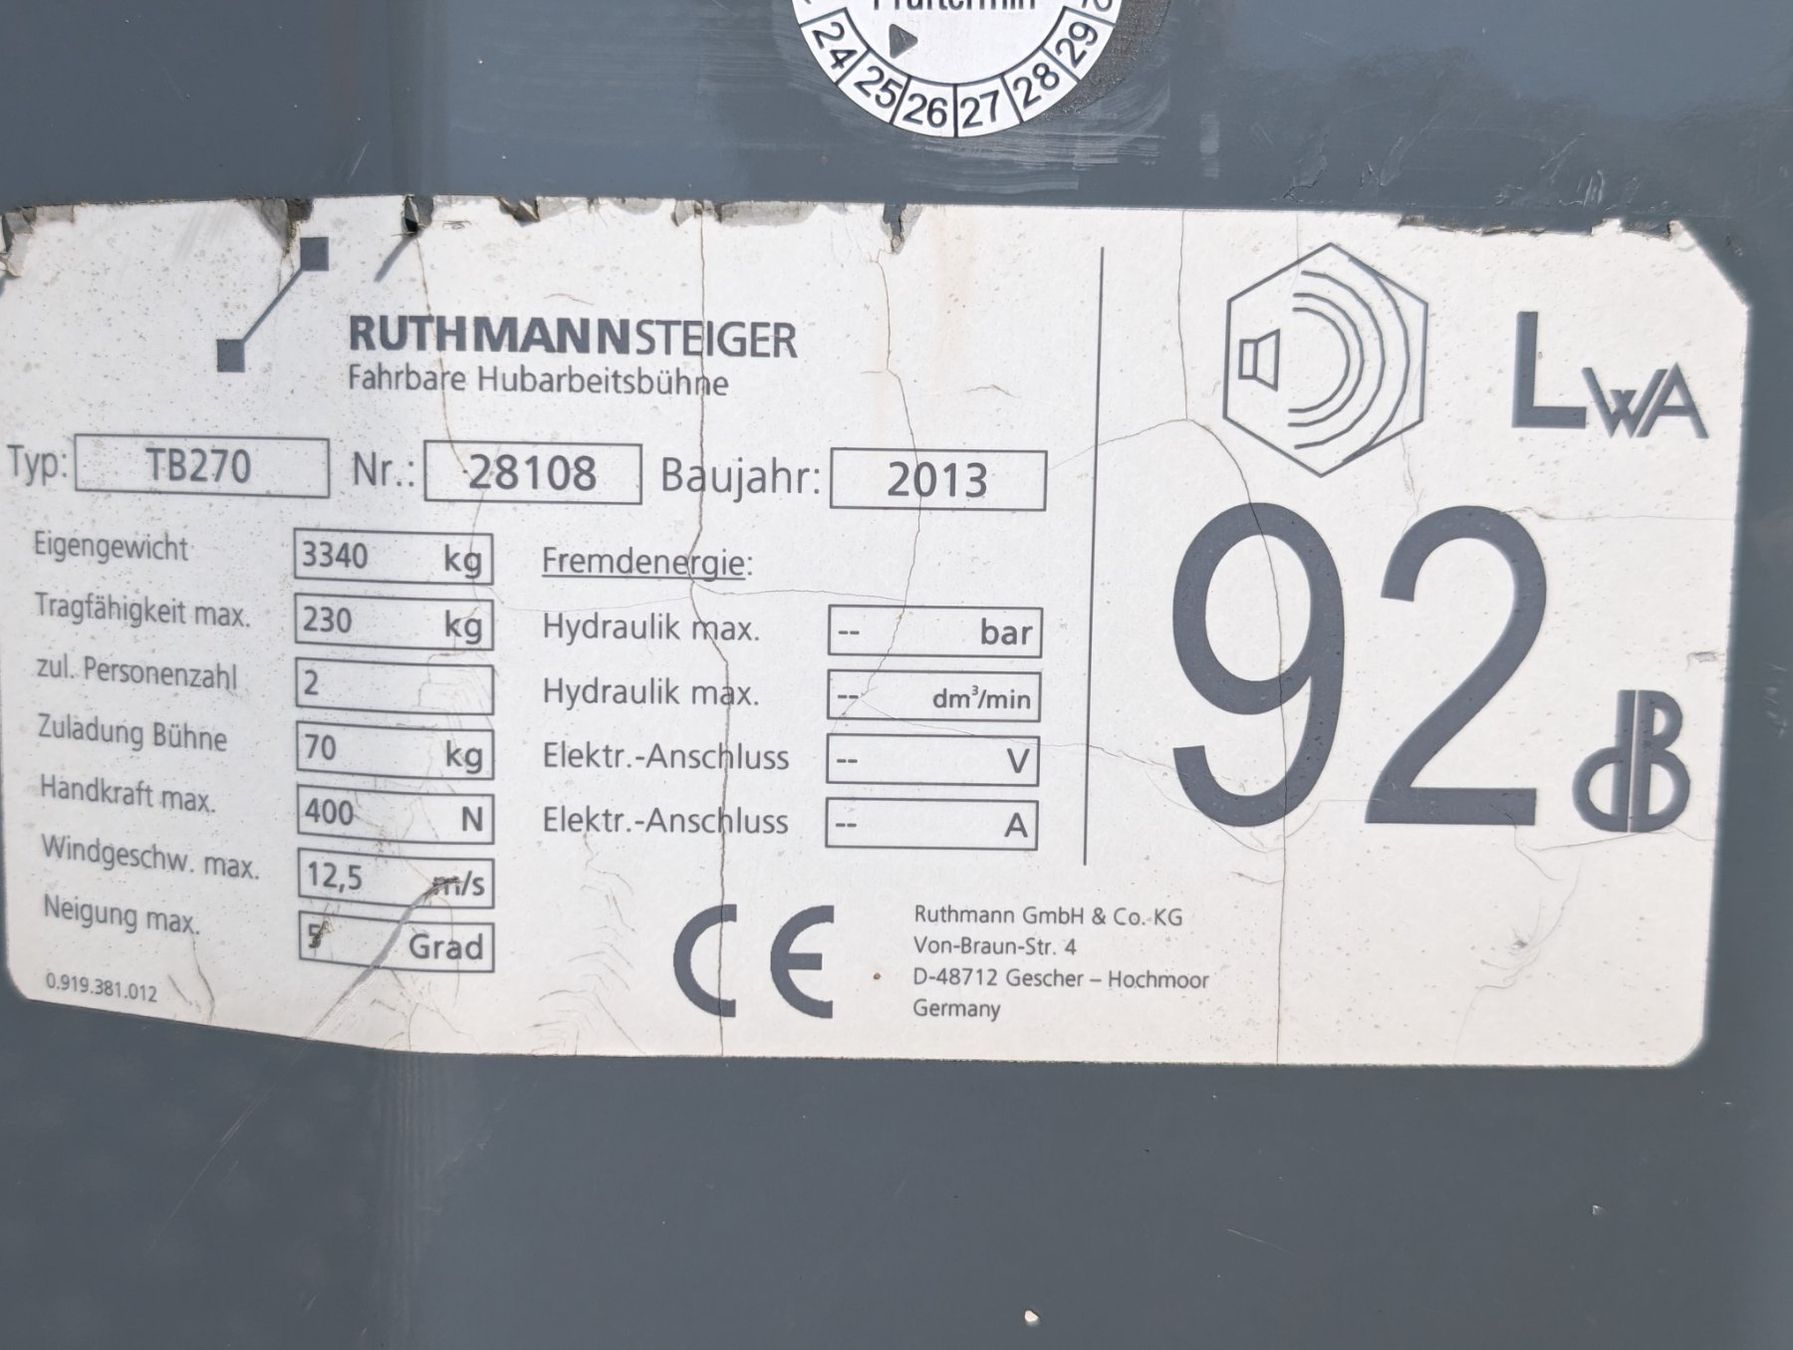 Prüftermin
24 25 26 27 28 29
RUTHMANNSTEIGER
Fahrbare Hubarbeitsbühne
Typ: TB270 Nr.: 28108 Baujahr: 2013
Eigengewicht 3340 kg
Tragfähigkeit max. 230 kg
zul. Personenzahl 2
Zuladung Bühne 70 kg
Handkraft max. 400 N
Windgeschw. max. 12,5 m/s
Neigung max. 5 Grad
0.919.381.012
Fremdenergie:
Hydraulik max. -- bar
Hydraulik max. -- dm³/min
Elektr.-Anschluss -- V
Elektr.-Anschluss -- A
CE
Ruthmann GmbH & Co. KG
Von-Braun-Str. 4
D-48712 Gescher – Hochmoor
Germany
LWA
92 dB